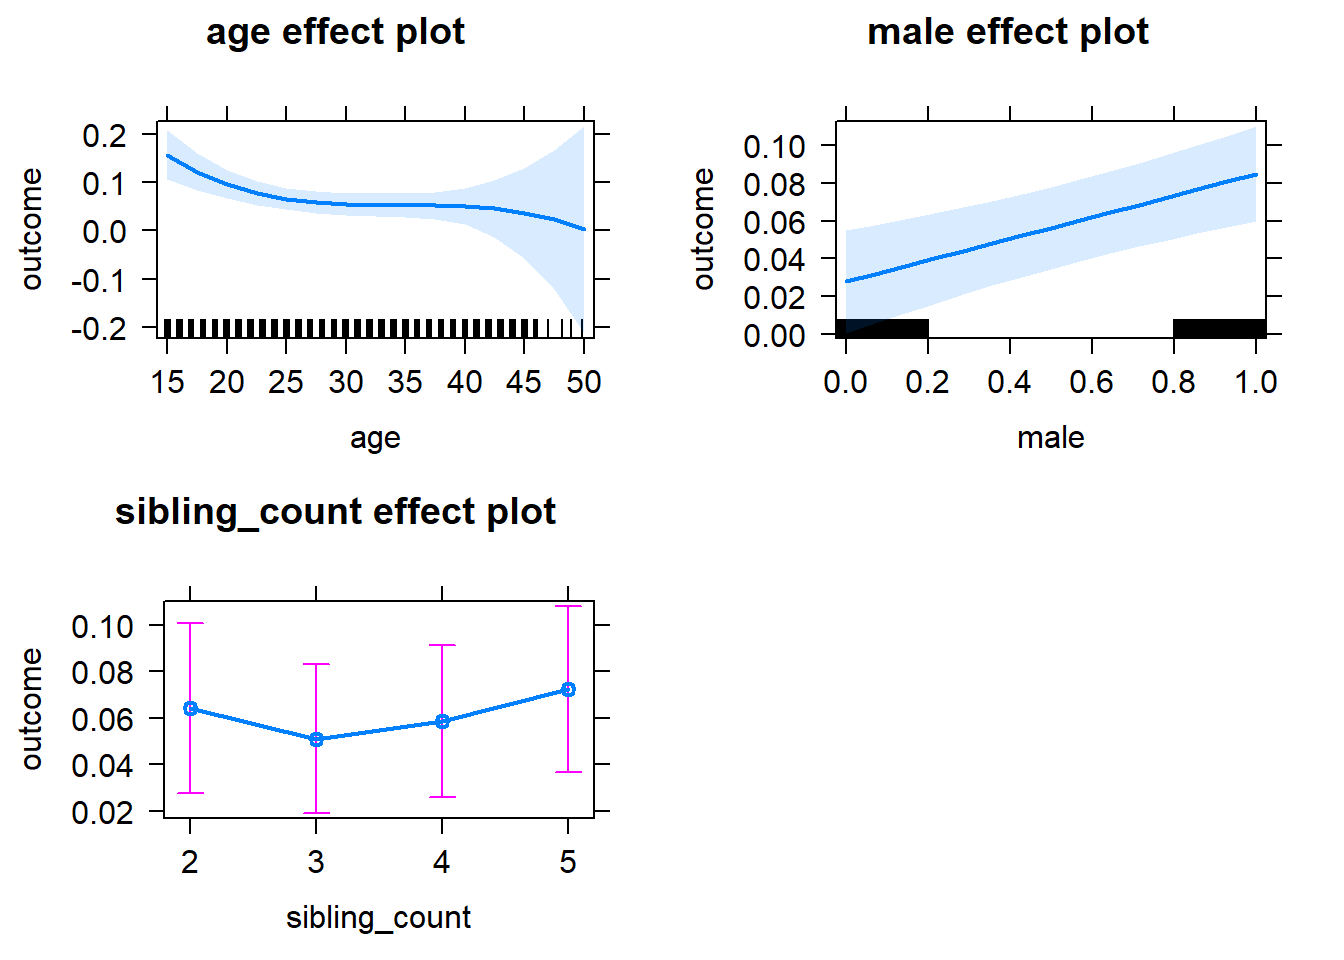 age effect plot
outcome
0.2
0.1
0.0
-0.1
-0.2
15 20 25 30 35 40 45 50
age
male effect plot
outcome
0.10
0.08
0.06
0.04
0.02
0.00
0.0 0.2 0.4 0.6 0.8 1.0
male
sibling_count effect plot
outcome
0.10
0.08
0.06
0.04
0.02
2 3 4 5
sibling_count